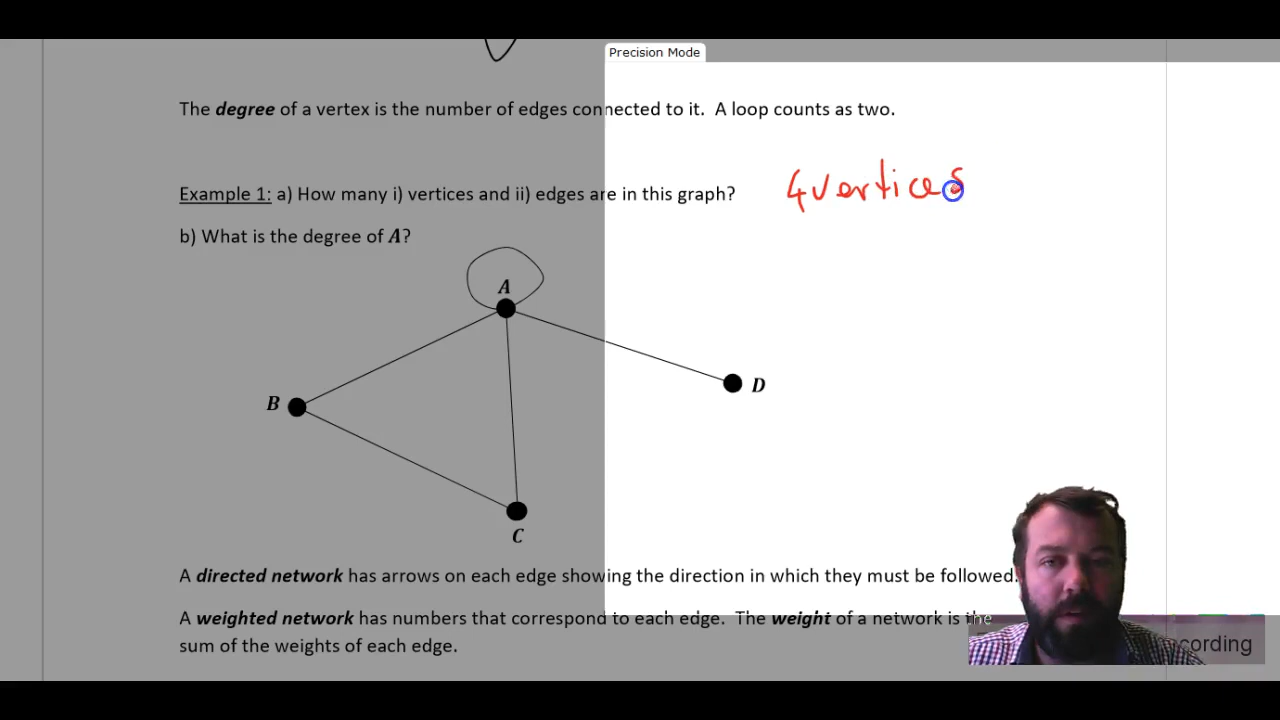 Precision Mode
The degree of a vertex is the number of edges connected to it. A loop counts as two.
Example 1: a) How many i) vertices and ii) edges are in this graph? 4 vertices
b) What is the degree of A?
A
B
D
C
A directed network has arrows on each edge showing the direction in which they must be followed.
A weighted network has numbers that correspond to each edge. The weight of a network is the
sum of the weights of each edge.
cording